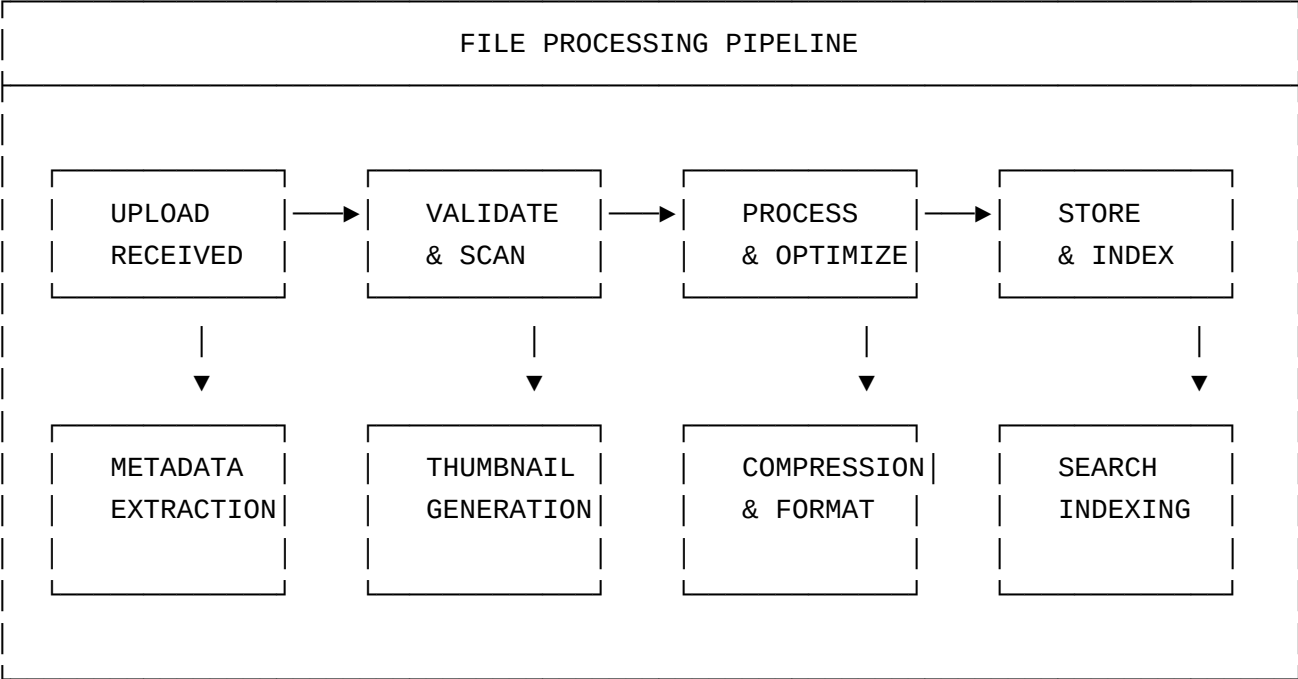 FILE PROCESSING PIPELINE
UPLOAD VALIDATE PROCESS STORE
RECEIVED & SCAN & OPTIMIZE & INDEX
METADATA THUMBNAIL COMPRESSION SEARCH
EXTRACTION GENERATION & FORMAT INDEXING